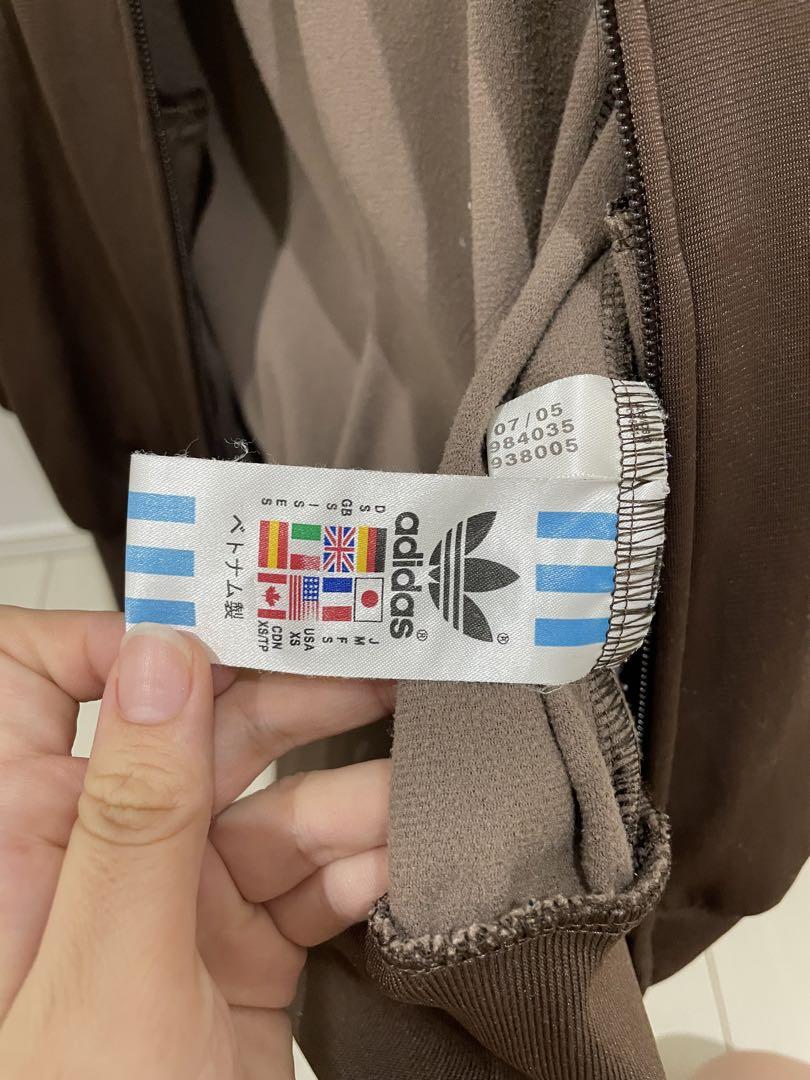 07/05
984035
938005
®
adidas®
D J
S M
GB F
S S
I USA
S XS
E CDN
S XS/TP
ベトナム製